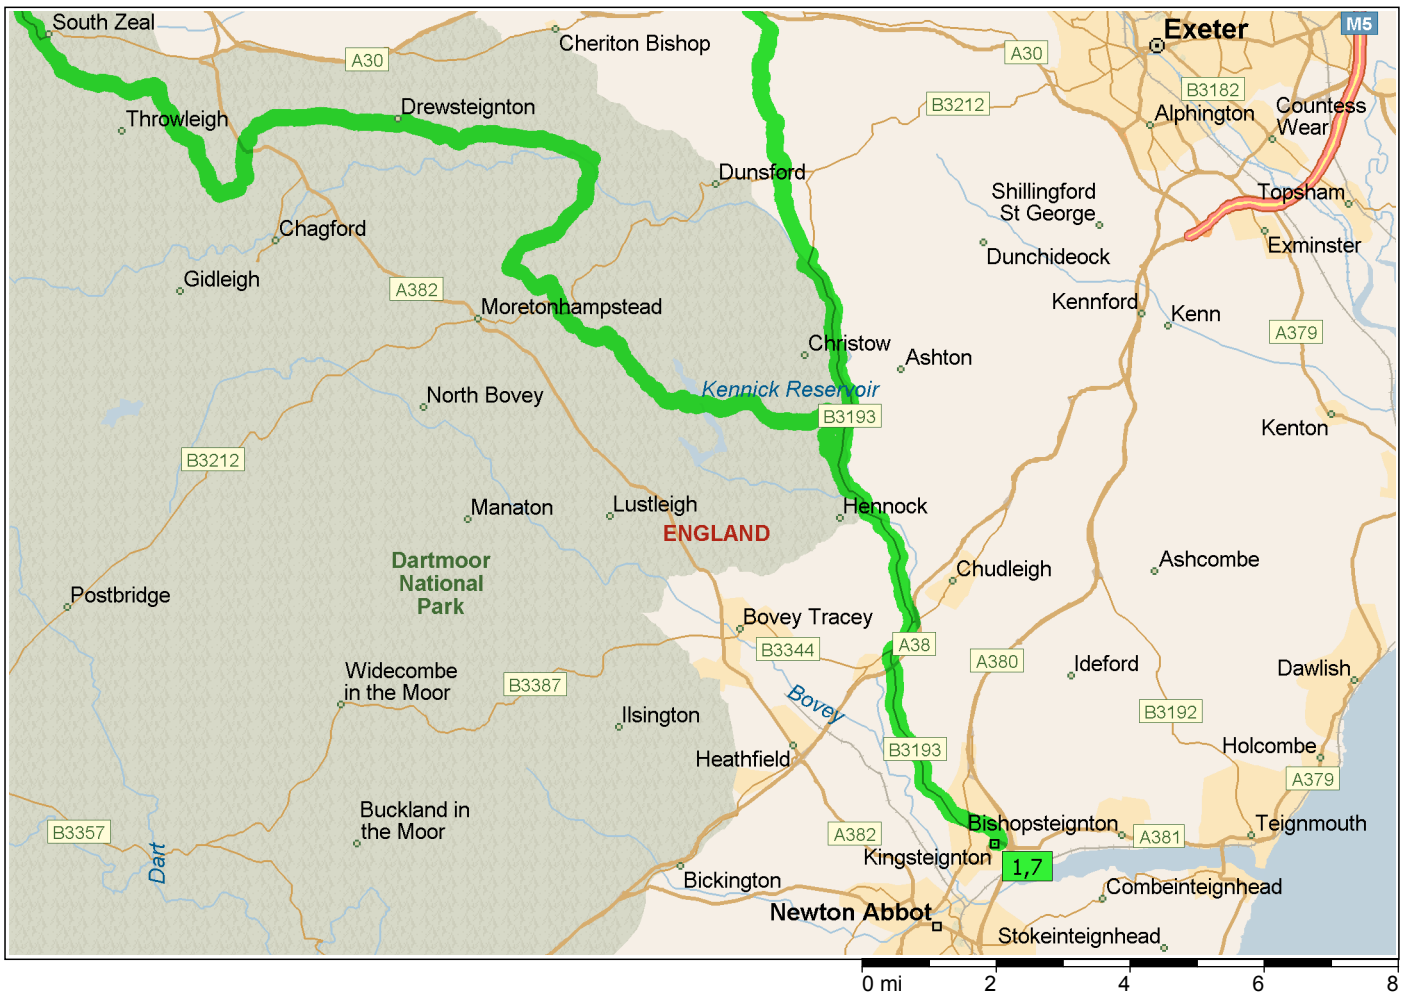 South Zeal
Cheriton Bishop
A30
A30
Exeter
M5
B3182
B3212
Countess
Wear
Alphington
Drewsteignton
Throwleigh
Dunsford
Shillingford
St George
Topsham
Chagford
Exminster
Dunchideock
Gidleigh
A382
Moretonhampstead
Kennford
Kenn
A379
Christow
Ashton
Kennick Reservoir
North Bovey
B3193
Kenton
B3212
Manaton
Lustleigh
Hennock
ENGLAND
Dartmoor
National
Park
Chudleigh
Ashcombe
Postbridge
Bovey Tracey
B3344
A38
A380
Ideford
Dawlish
Widecombe
in the Moor
B3387
Bovey
Ilsington
B3192
B3193
Heathfield
Holcombe
A379
Buckland in
the Moor
B3357
Dart
A382
Bishopsteignton
A381
Teignmouth
Kingsteignton
1,7
Bickington
Combeinteignhead
Newton Abbot
Stokeinteignhead
0 mi 2 4 6 8